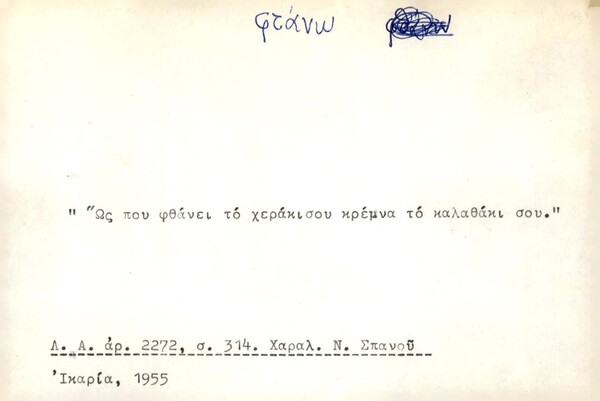 φτάνω
" Ὥς που φθάνει τό χεράκισου κρέμνα τό καλαθάκι σου."
Λ. Α. ἀρ. 2272, σ. 314. Χαραλ. Ν. Σπανοῦ
Ἰκαρία, 1955